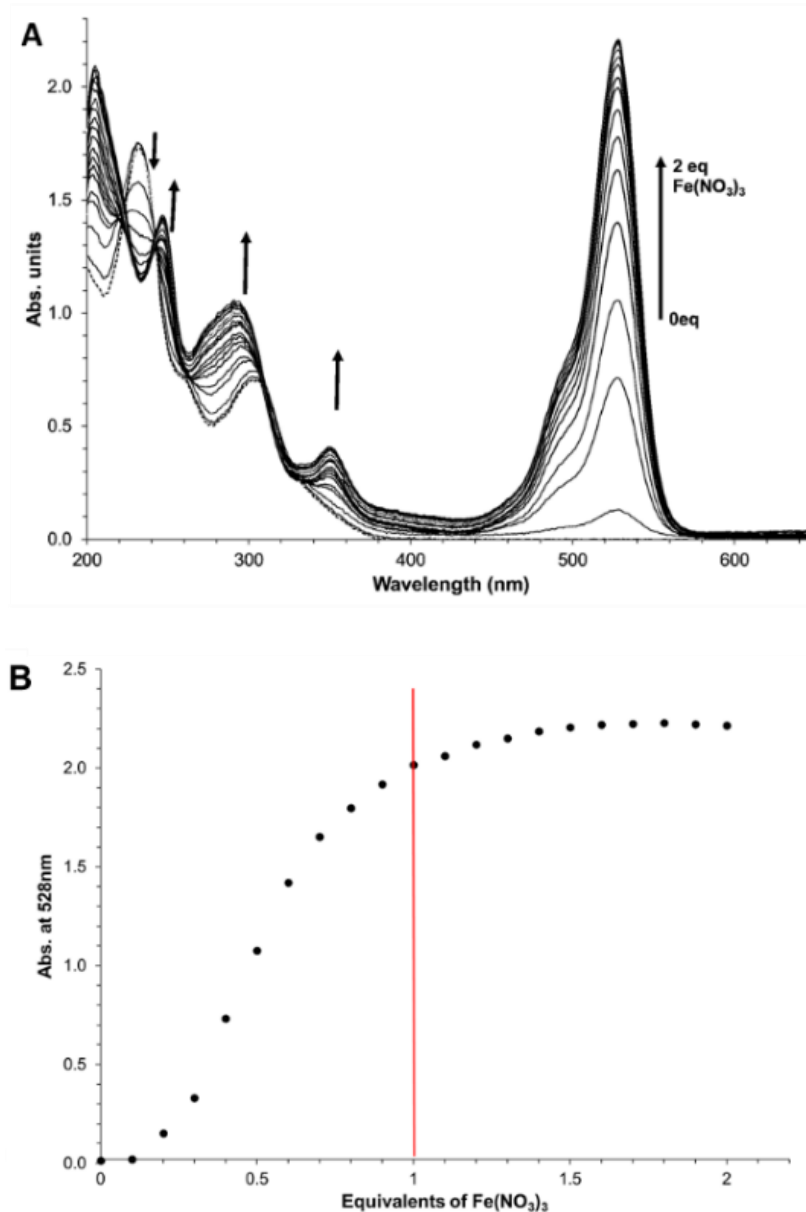 A
2.0
1.5
1.0
0.5
0.0
Abs. units
2 eq
Fe(NO₃)₃
0eq
200
300
400
500
600
Wavelength (nm)
B
2.5
2.0
1.5
1.0
0.5
0.0
Abs. at 528nm
0
0.5
1
1.5
2
Equivalents of Fe(NO₃)₃